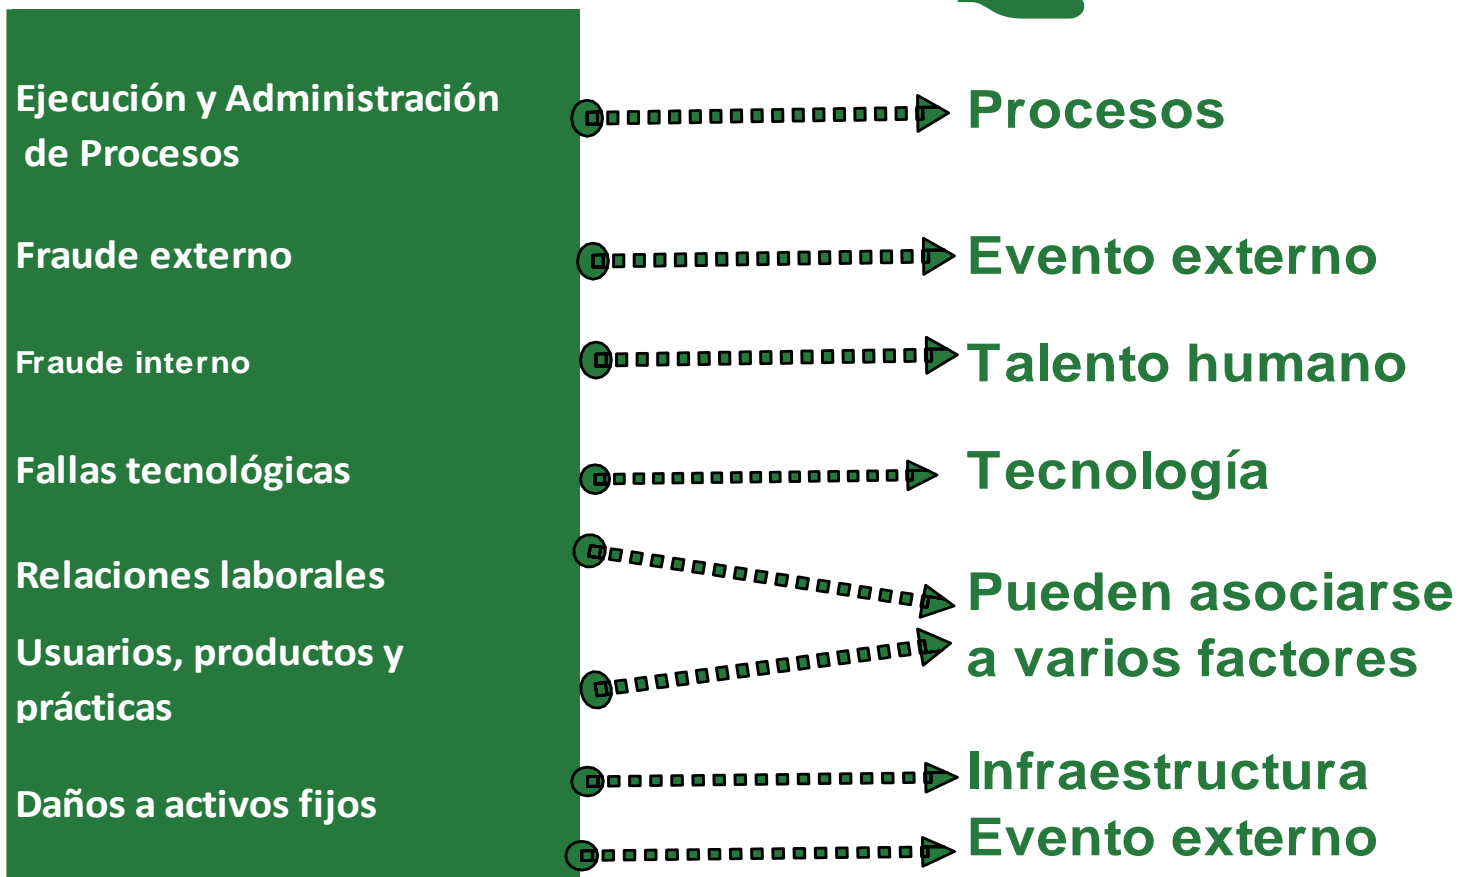 Ejecución y Administración
de Procesos
Procesos
Fraude externo
Evento externo
Fraude interno
Talento humano
Fallas tecnológicas
Tecnología
Relaciones laborales
Usuarios, productos y
prácticas
Pueden asociarse
a varios factores
Daños a activos fijos
Infraestructura
Evento externo